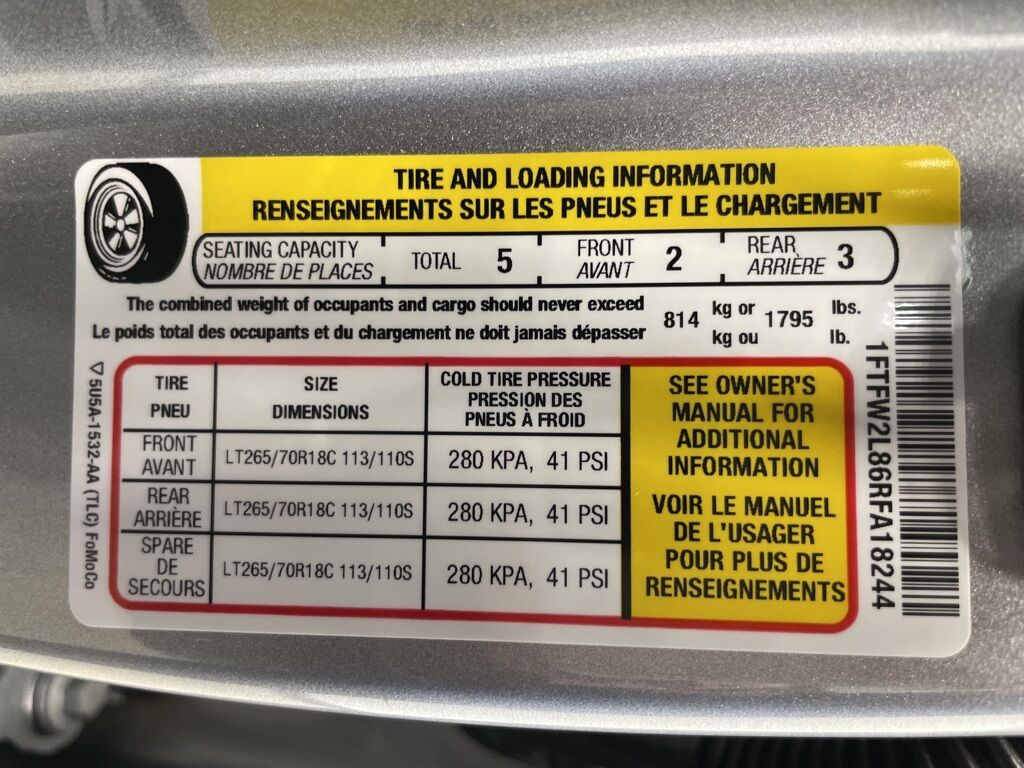 TIRE AND LOADING INFORMATION
RENSEIGNEMENTS SUR LES PNEUS ET LE CHARGEMENT
SEATING CAPACITY
NOMBRE DE PLACES
TOTAL 5
FRONT
AVANT
2
REAR
ARRIÈRE
3
The combined weight of occupants and cargo should never exceed
Le poids total des occupants et du chargement ne doit jamais dépasser
814
kg or
kg ou
1795
lbs.
lb.
TIRE
PNEU
SIZE
DIMENSIONS
COLD TIRE PRESSURE
PRESSION DES
PNEUS À FROID
FRONT
AVANT
LT265/70R18C 113/110S
280 KPA, 41 PSI
REAR
ARRIÈRE
LT265/70R18C 113/110S
280 KPA, 41 PSI
SPARE
DE
SECOURS
LT265/70R18C 113/110S
280 KPA, 41 PSI
SEE OWNER'S
MANUAL FOR
ADDITIONAL
INFORMATION
VOIR LE MANUEL
DE L'USAGER
POUR PLUS DE
RENSEIGNEMENTS
1FTFW2L86RFA18244
5U5A-1532-AA (TLC) FoMoCo